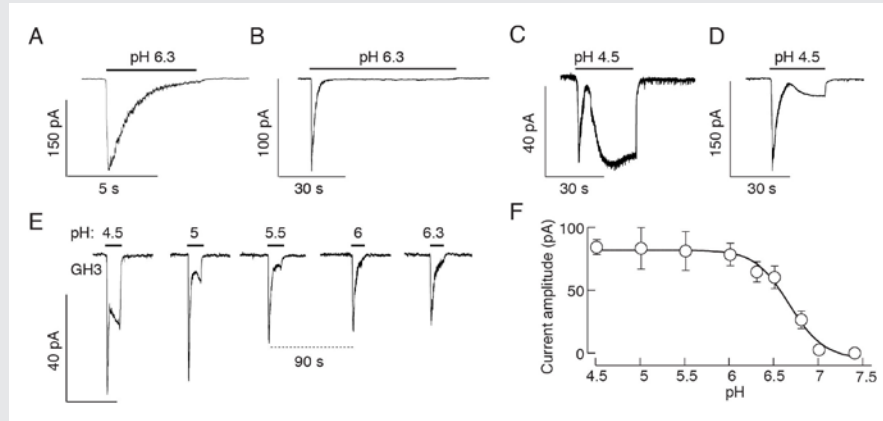 A
pH 6.3
150 pA
5 s
B
pH 6.3
100 pA
30 s
C
pH 4.5
40 pA
30 s
D
pH 4.5
150 pA
30 s
E
pH: 4.5 5 5.5 6 6.3
GH3
40 pA
90 s
F
Current amplitude (pA)
100
50
0
4.5 5 5.5 6 6.5 7 7.5
pH